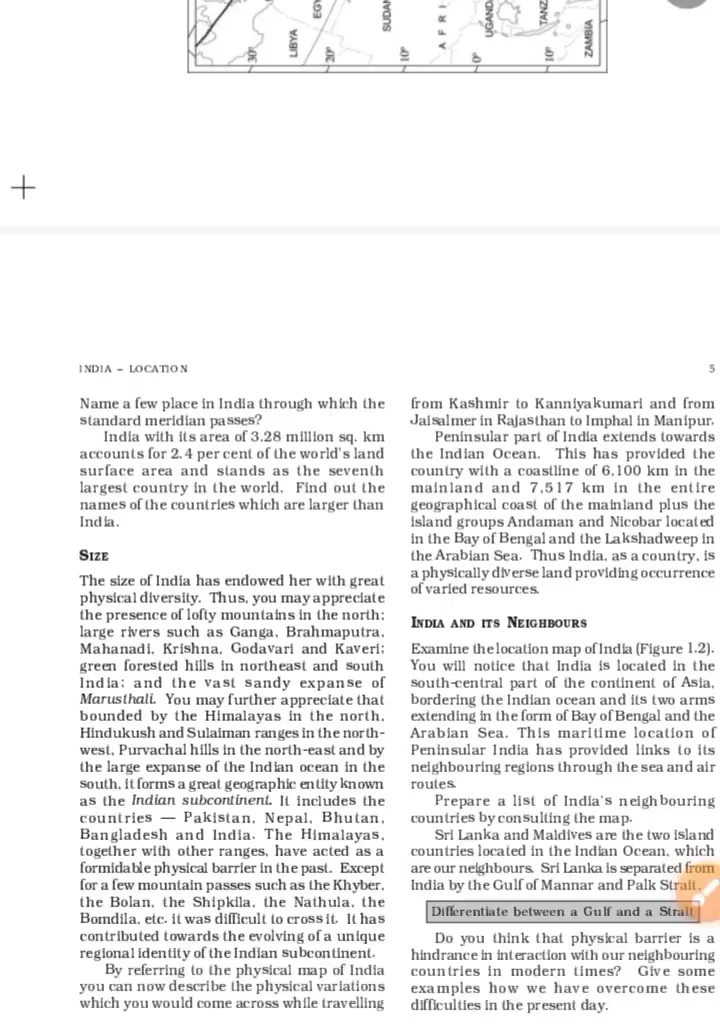 LIBYA
EGY
SUDAN
A F R I
UGAND
TANZ
ZAMBIA
30°
20°
10°
0°
10°
INDIA – LOCATION
5
Name a few place in India through which the
standard meridian passes?
India with its area of 3.28 million sq. km
accounts for 2.4 per cent of the world's land
surface area and stands as the seventh
largest country in the world. Find out the
names of the countries which are larger than
India.
SIZE
The size of India has endowed her with great
physical diversity. Thus, you may appreciate
the presence of lofty mountains in the north;
large rivers such as Ganga, Brahmaputra,
Mahanadi, Krishna, Godavari and Kaveri;
green forested hills in northeast and south
India; and the vast sandy expanse of
Marusthali. You may further appreciate that
bounded by the Himalayas in the north,
Hindukush and Sulaiman ranges in the north-
west, Purvachal hills in the north-east and by
the large expanse of the Indian ocean in the
south, it forms a great geographic entity known
as the Indian subcontinent. It includes the
countries — Pakistan, Nepal, Bhutan,
Bangladesh and India. The Himalayas,
together with other ranges, have acted as a
formidable physical barrier in the past. Except
for a few mountain passes such as the Khyber,
the Bolan, the Shipkila, the Nathula, the
Bomdila, etc. it was difficult to cross it. It has
contributed towards the evolving of a unique
regional identity of the Indian subcontinent.
By referring to the physical map of India
you can now describe the physical variations
which you would come across while travelling
from Kashmir to Kanniyakumari and from
Jaisalmer in Rajasthan to Imphal in Manipur.
Peninsular part of India extends towards
the Indian Ocean. This has provided the
country with a coastline of 6,100 km in the
mainland and 7,517 km in the entire
geographical coast of the mainland plus the
island groups Andaman and Nicobar located
in the Bay of Bengal and the Lakshadweep in
the Arabian Sea. Thus India, as a country, is
a physically diverse land providing occurrence
of varied resources.
INDIA AND ITS NEIGHBOURS
Examine the location map of India (Figure 1.2).
You will notice that India is located in the
south-central part of the continent of Asia,
bordering the Indian ocean and its two arms
extending in the form of Bay of Bengal and the
Arabian Sea. This maritime location of
Peninsular India has provided links to its
neighbouring regions through the sea and air
routes.
Prepare a list of India's neighbouring
countries by consulting the map.
Sri Lanka and Maldives are the two island
countries located in the Indian Ocean, which
are our neighbours. Sri Lanka is separated from
India by the Gulf of Mannar and Palk Strait.
Differentiate between a Gulf and a Strait
Do you think that physical barrier is a
hindrance in interaction with our neighbouring
countries in modern times? Give some
examples how we have overcome these
difficulties in the present day.